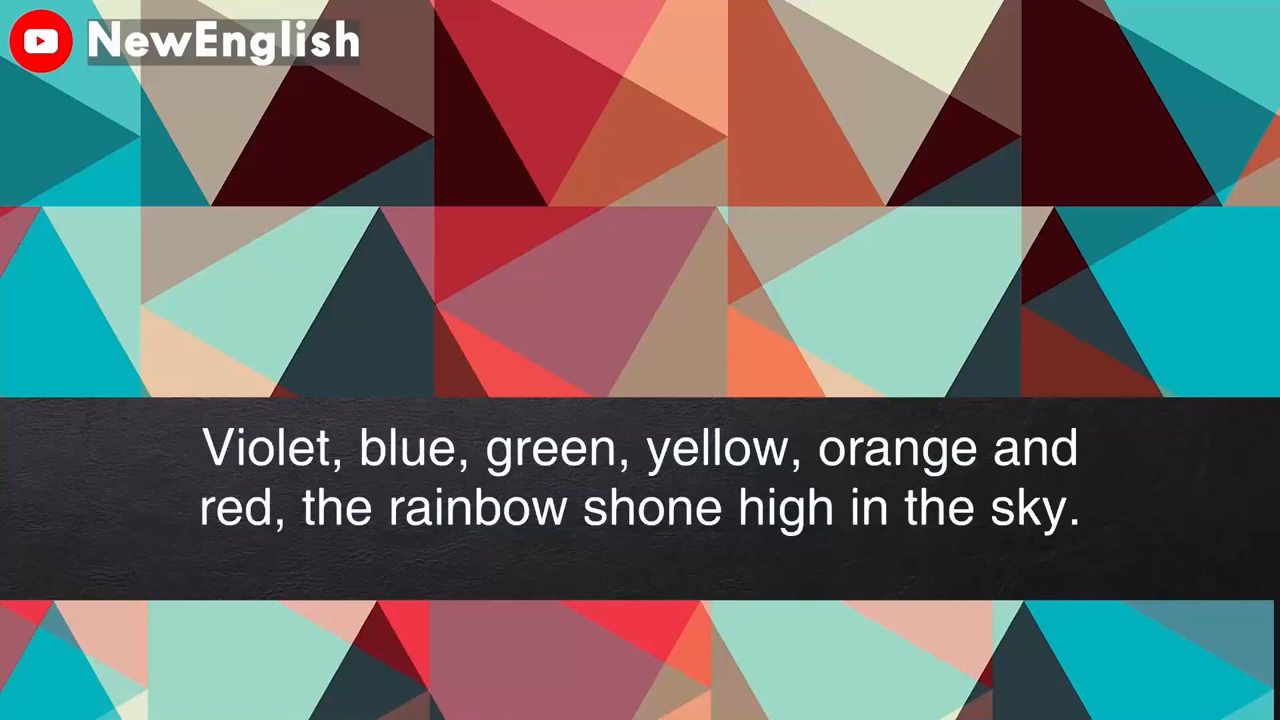 NewEnglish
Violet, blue, green, yellow, orange and
red, the rainbow shone high in the sky.